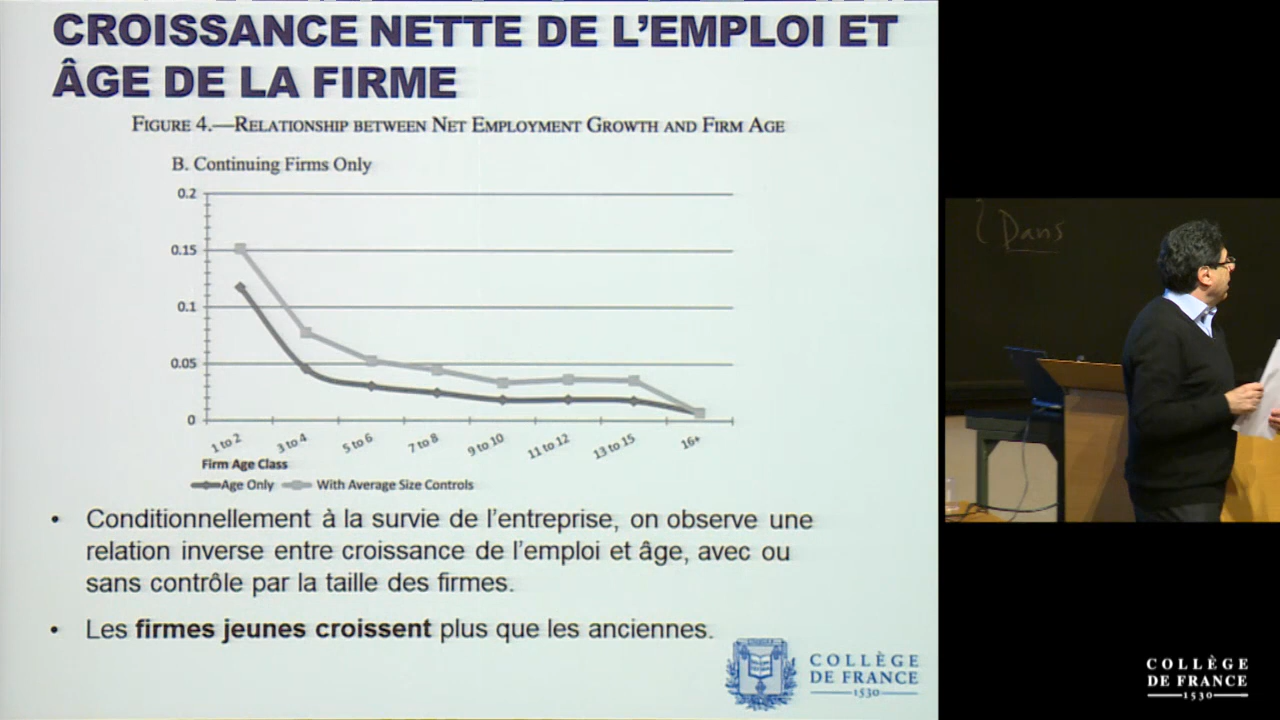 CROISSANCE NETTE DE L'EMPLOI ET
ÂGE DE LA FIRME
FIGURE 4.—RELATIONSHIP BETWEEN NET EMPLOYMENT GROWTH AND FIRM AGE
B. Continuing Firms Only
0.2
0.15
0.1
0.05
0
1 to 2
3 to 4
5 to 6
7 to 8
9 to 10
11 to 12
13 to 15
16+
Firm Age Class
Age Only
With Average Size Controls
• Conditionnellement à la survie de l'entreprise, on observe une
relation inverse entre croissance de l'emploi et âge, avec ou
sans contrôle par la taille des firmes.
• Les firmes jeunes croissent plus que les anciennes.
COLLÈGE
DE FRANCE
1530
Dans
COLLÈGE
DE FRANCE
1530